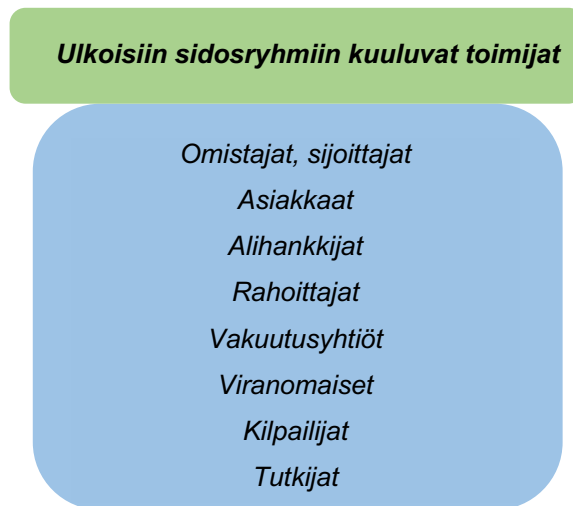 Ulkoisiin sidosryhmiin kuuluvat toimijat
Omistajat, sijoittajat
Asiakkaat
Alihankkijat
Rahoittajat
Vakuutusyhtiöt
Viranomaiset
Kilpailijat
Tutkijat